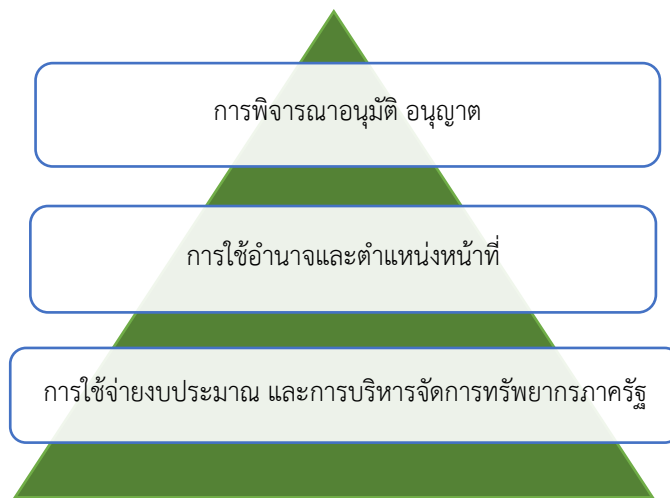 การพิจารณาอนุมัติ อนุญาต
การใช้อำนาจและตำแหน่งหน้าที่
การใช้จ่ายงบประมาณ และการบริหารจัดการทรัพยากรภาครัฐ